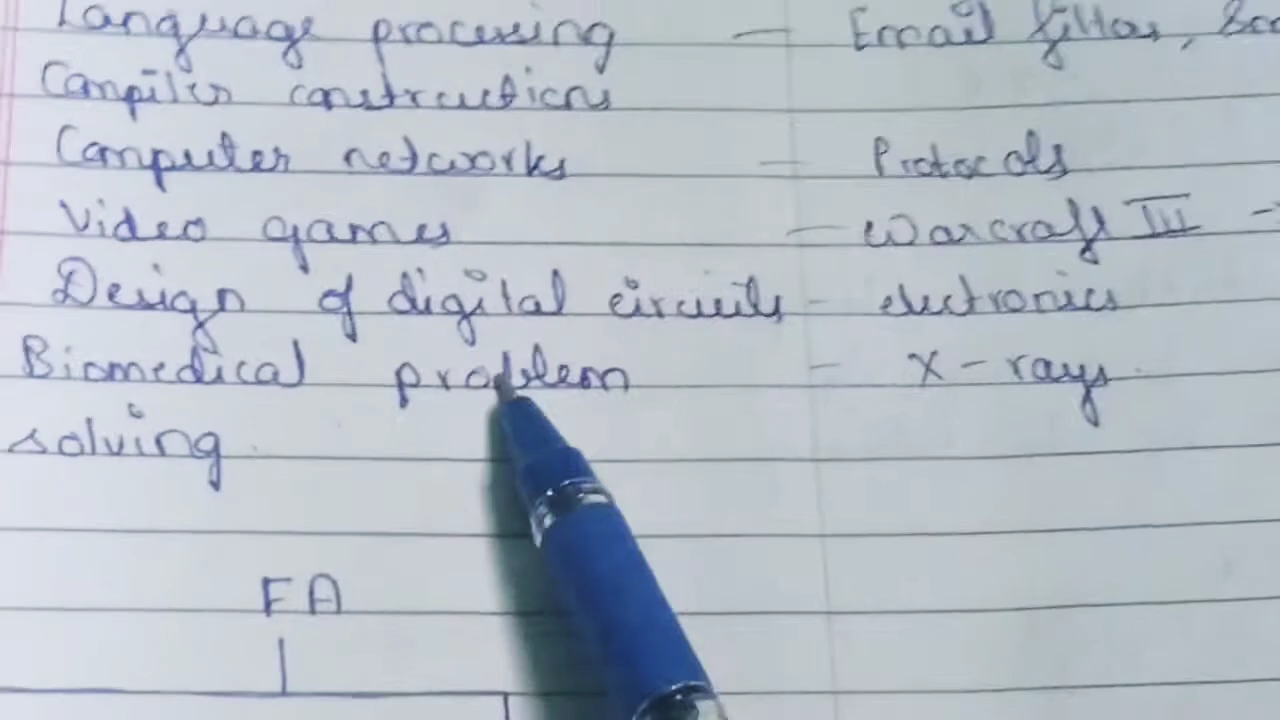 Language processing — Email filter,
Compiler constructions
Computer networks — Protocols
Video games — Warcraft III -
Design of digital circuits - electronics
Biomedical problem - X-rays.
solving.
FA